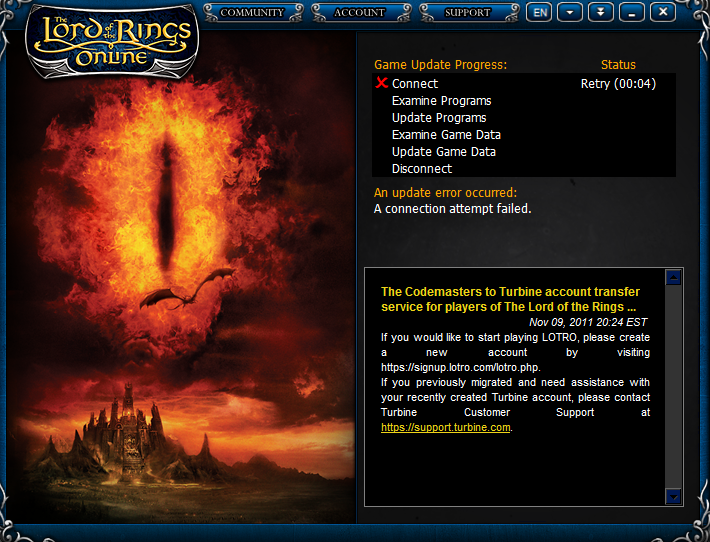 The
Lord of the Rings
Online
COMMUNITY
ACCOUNT
SUPPORT
EN
Game Update Progress: Status
Connect Retry (00:04)
Examine Programs
Update Programs
Examine Game Data
Update Game Data
Disconnect
An update error occurred:
A connection attempt failed.
The Codemasters to Turbine account transfer
service for players of The Lord of the Rings ...
Nov 09, 2011 20:24 EST
If you would like to start playing LOTRO, please create
a new account by visiting
https://signup.lotro.com/lotro.php.
If you previously migrated and need assistance with
your recently created Turbine account, please contact
Turbine Customer Support at
https://support.turbine.com.